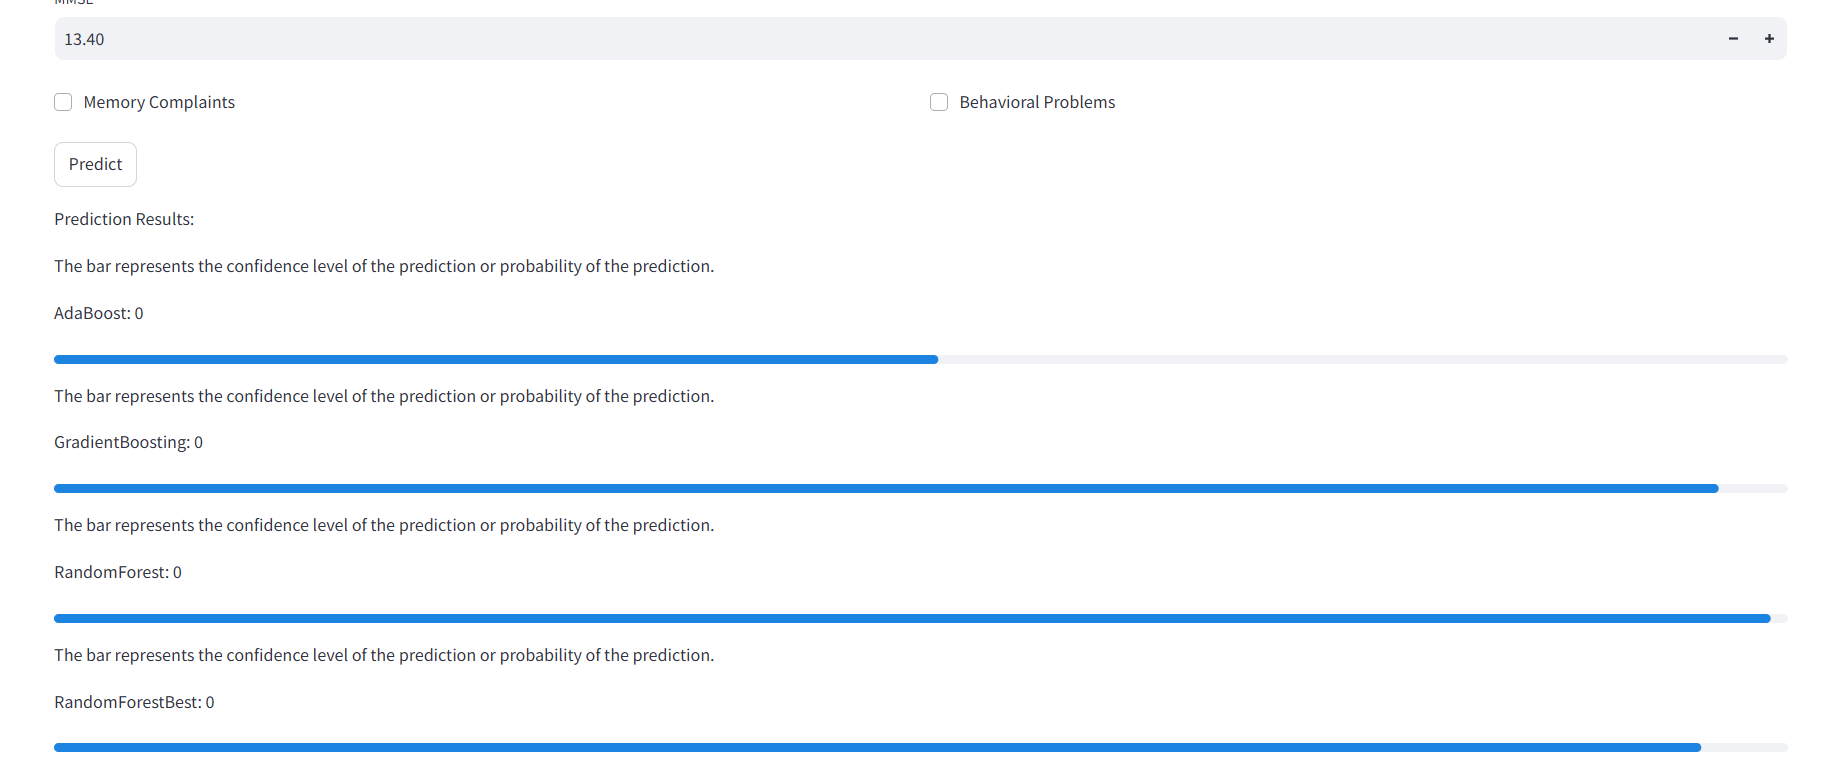 MMSE
13.40
Memory Complaints
Behavioral Problems
Predict
Prediction Results:
The bar represents the confidence level of the prediction or probability of the prediction.
AdaBoost: 0
The bar represents the confidence level of the prediction or probability of the prediction.
GradientBoosting: 0
The bar represents the confidence level of the prediction or probability of the prediction.
RandomForest: 0
The bar represents the confidence level of the prediction or probability of the prediction.
RandomForestBest: 0